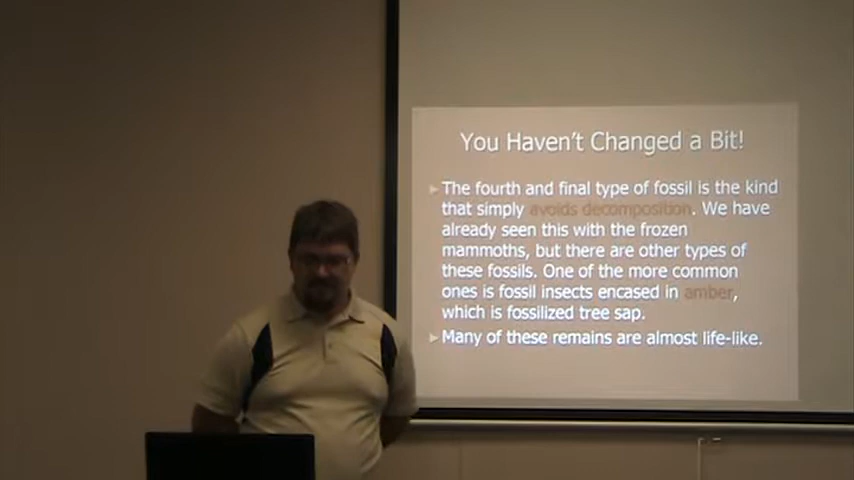 You Haven't Changed a Bit!
The fourth and final type of fossil is the kind
that simply avoids decomposition. We have
already seen this with the frozen
mammoths, but there are other types of
these fossils. One of the more common
ones is fossil insects encased in amber,
which is fossilized tree sap.
Many of these remains are almost life-like.